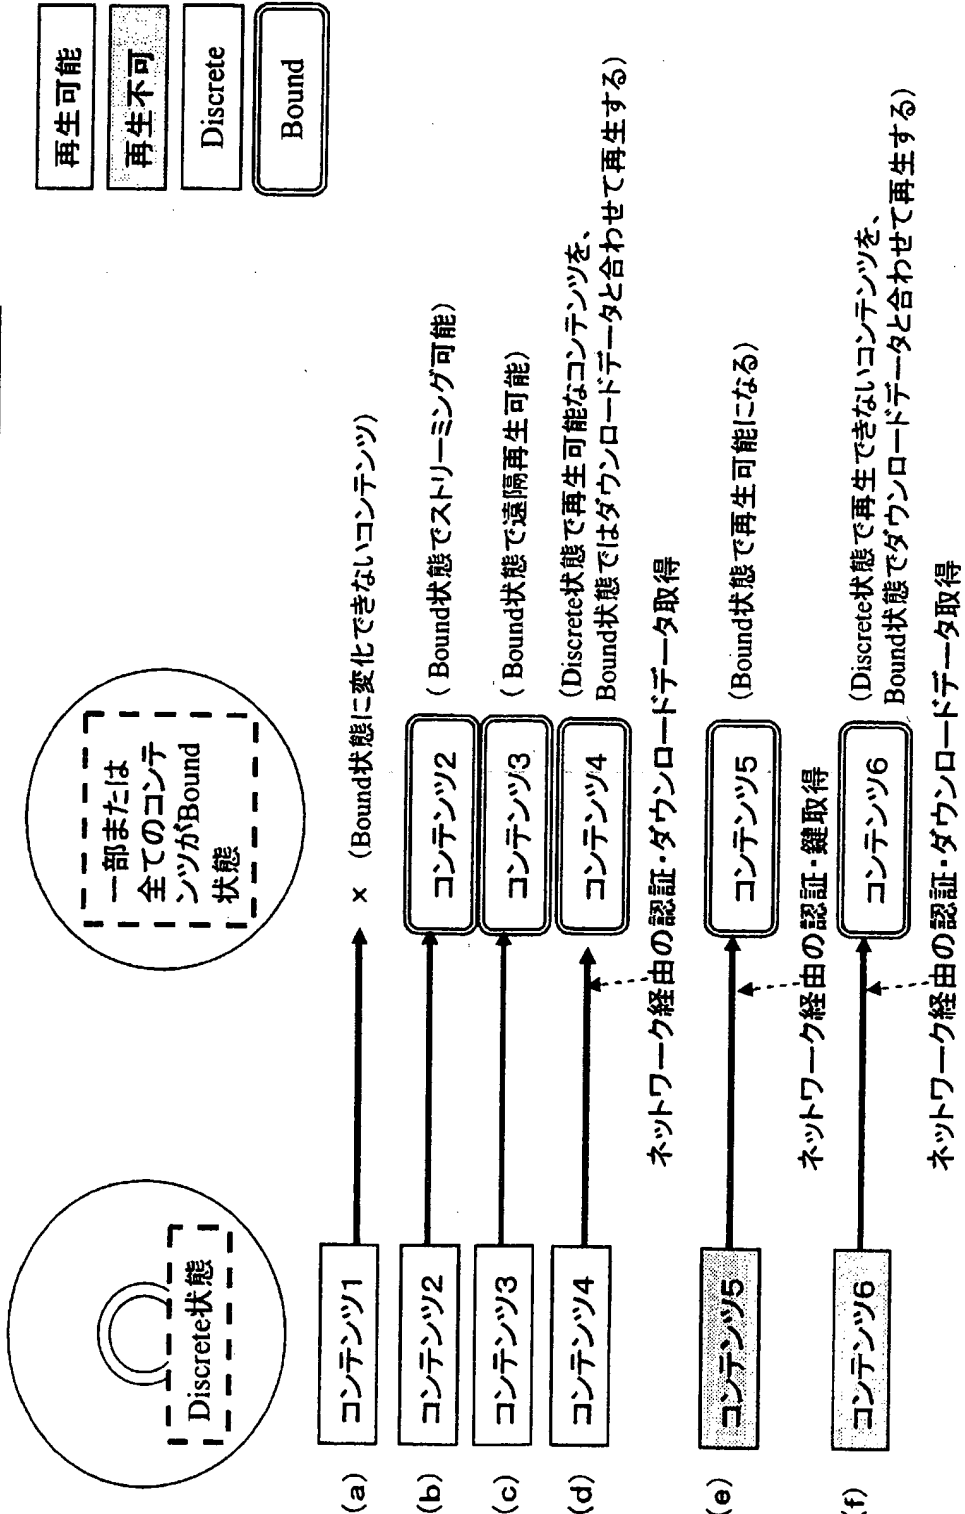 再生可能
再生不可
Discrete
Bound
Discrete状態
一部または
全てのコンテ
ンツがBound
状態
(a) コンテンツ1 × (Bound状態に変化できないコンテンツ)
(b) コンテンツ2 コンテンツ2 ( Bound状態でストリーミング可能)
(c) コンテンツ3 コンテンツ3 ( Bound状態で遠隔再生可能)
(d) コンテンツ4 コンテンツ4 (Discrete状態で再生可能なコンテンツを、
Bound状態ではダウンロードデータと合わせて再生する)
ネットワーク経由の認証・ダウンロードデータ取得
(e) コンテンツ5 コンテンツ5 (Bound状態で再生可能になる)
ネットワーク経由の認証・鍵取得
(f) コンテンツ6 コンテンツ6 (Discrete状態で再生できないコンテンツを、
Bound状態でダウンロードデータと合わせて再生する)
ネットワーク経由の認証・ダウンロードデータ取得